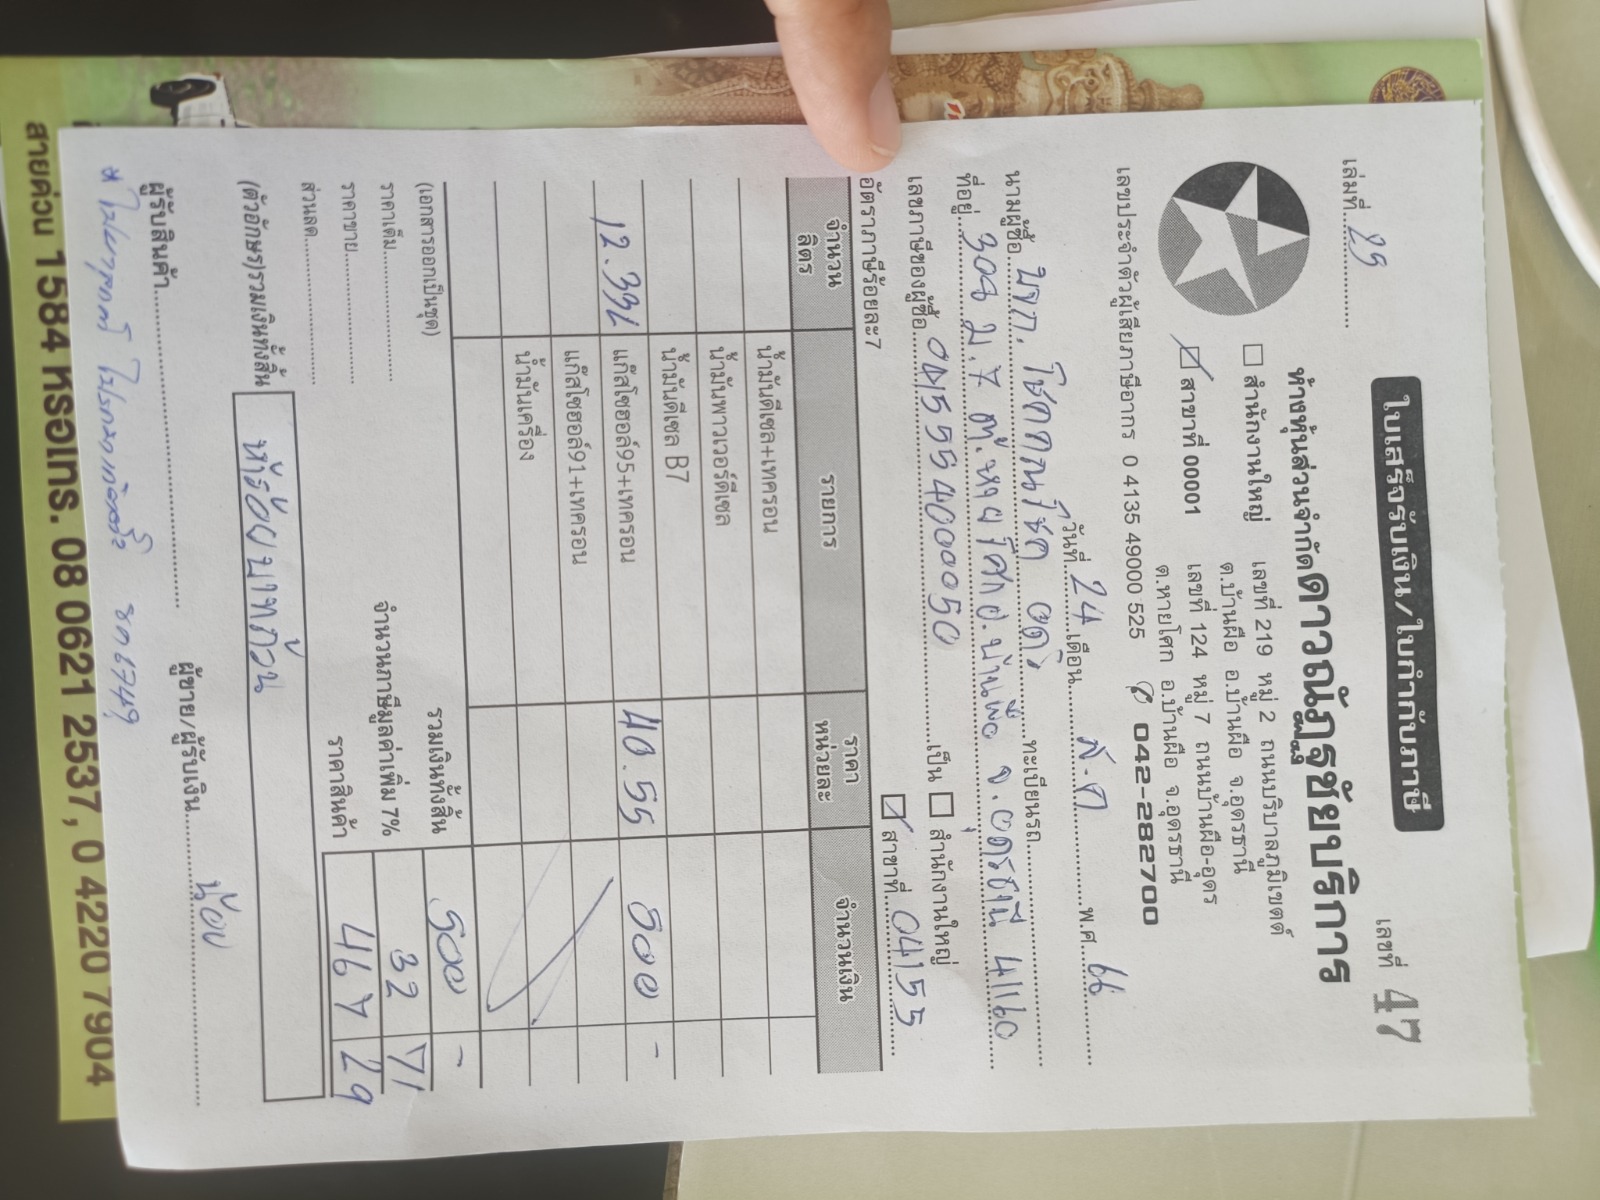 ใบเสร็จรับเงิน/ใบกำกับภาษี
เล่มที่ 25
เลขที่ 47
ห้างหุ้นส่วนจำกัดดาวณัฏฐชัยบริการ
สำนักงานใหญ่ เลขที่ 219 หมู่ 2 ถนนบริบาลภูมิเขตต์
ต.บ้านผือ อ.บ้านผือ จ.อุดรธานี
สาขาที่ 00001 เลขที่ 124 หมู่ 7 ถนนบ้านผือ-อุดร
ต.หายโศก อ.บ้านผือ จ.อุดรธานี
เลขประจำตัวผู้เสียภาษีอากร 0 4135 49000 525 042-282700
วันที่ 24 เดือน ส.ค พ.ศ. 66
นามผู้ซื้อ โชคคณโชค ทะเบียนรถ
ที่อยู่ 309 ม.7 ต.หายโศก อ.บ้านผือ จ.อุดรธานี 41160
เลขภาษีของผู้ซื้อ 0415554000050 เป็น สำนักงานใหญ่
อัตราภาษีร้อยละ7 สาขาที่ 04155
จำนวนลิตร รายการ ราคาหน่วยละ จำนวนเงิน
น้ำมันดีเซล+เทครอน
น้ำมันพาวเวอร์ดีเซล
น้ำมันดีเซล B7
12.332 แก๊สโซฮอล์95+เทครอน 40.55 500 -
แก๊สโซฮอล์91+เทครอน
น้ำมันเครื่อง
(เอกสารออกเป็นชุด) รวมเงินทั้งสิ้น 500 -
ราคาเต็ม จำนวนภาษีมูลค่าเพิ่ม 7% 32 71
ราคาขาย ราคาสินค้า 467 29
ส่วนลด
(ตัวอักษร)รวมเงินทั้งสิ้น ห้าร้อยบาทถ้วน
ผู้รับสินค้า ผู้ขาย/ผู้รับเงิน น้อย
สายด่วน 1584 หรือโทร. 08 0621 2537, 0 4220 7904